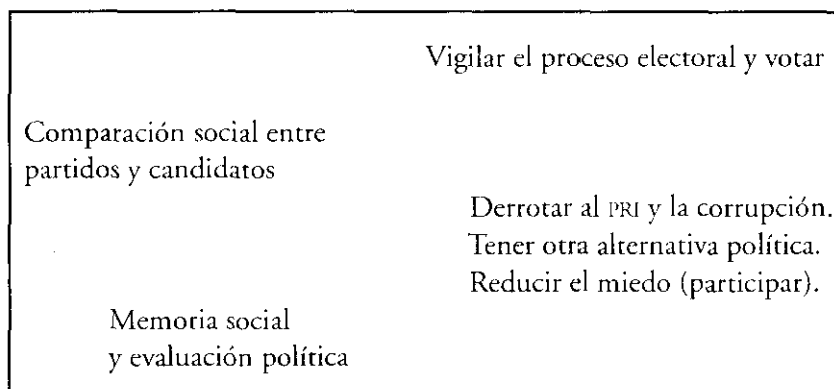 Vigilar el proceso electoral y votar
Comparación social entre
partidos y candidatos
Derrotar al PRI y la corrupción.
Tener otra alternativa política.
Reducir el miedo (participar).
Memoria social
y evaluación política